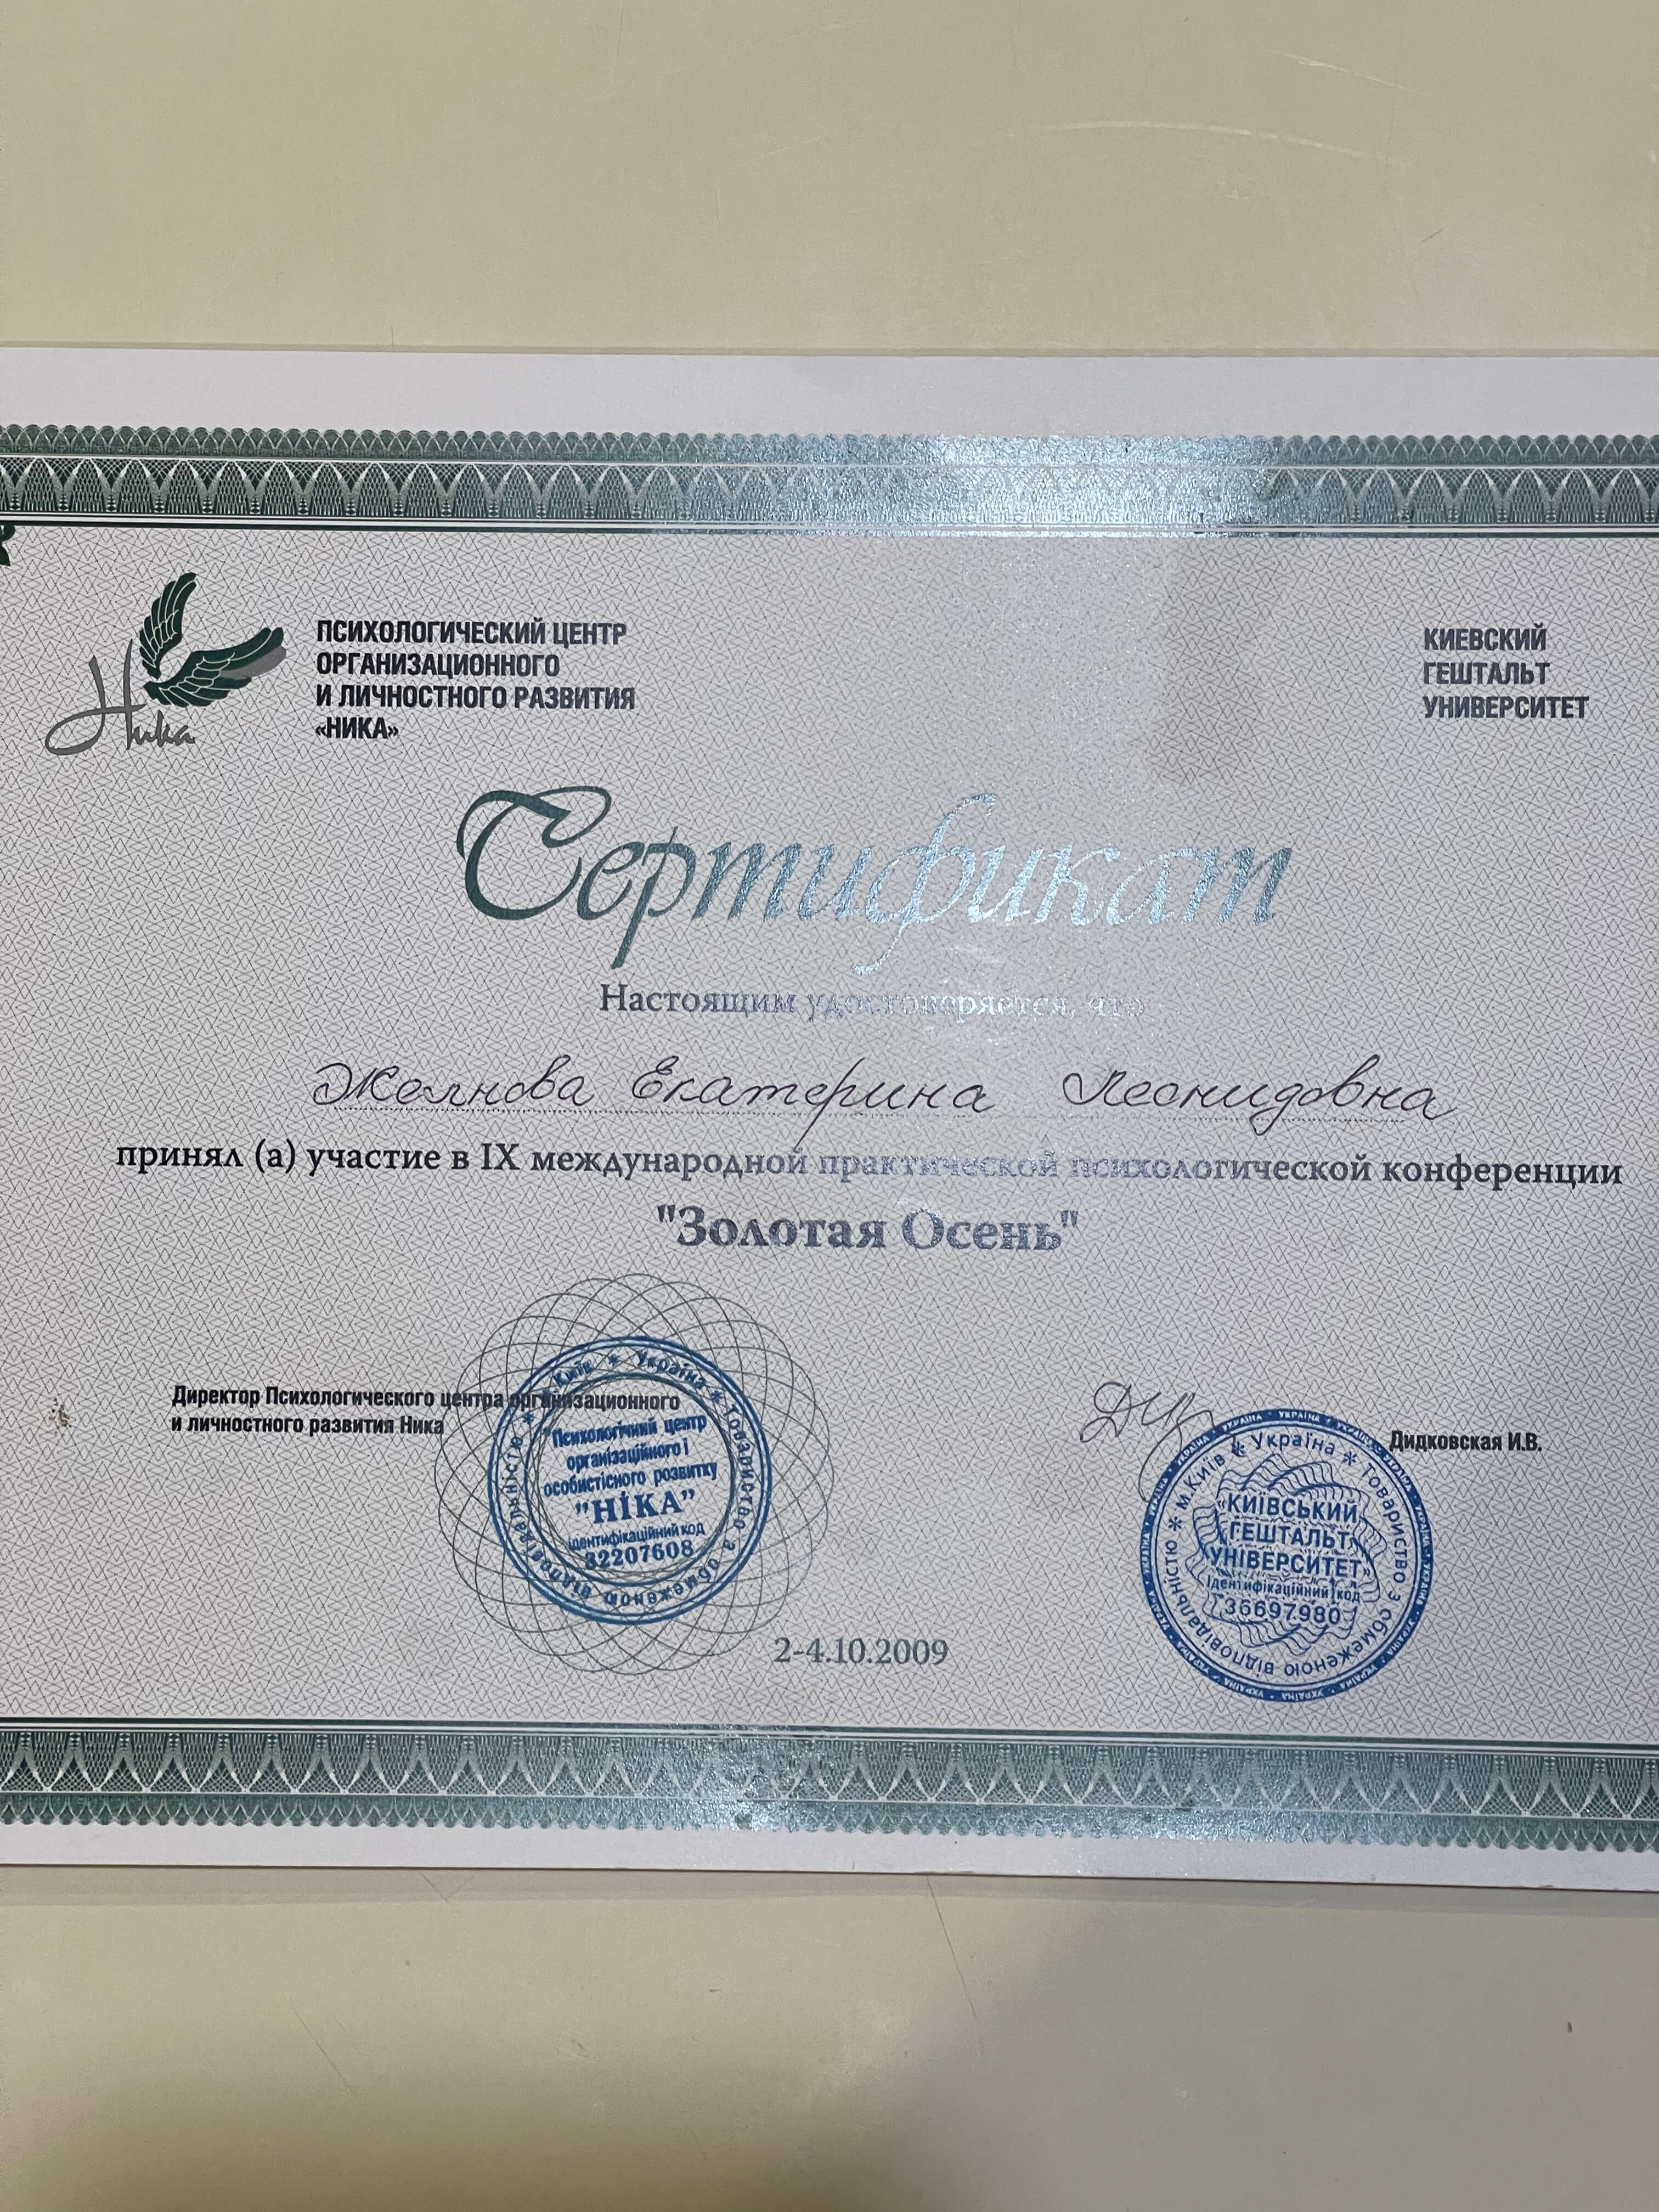 Ника
ПСИХОЛОГИЧЕСКИЙ ЦЕНТР
ОРГАНИЗАЦИОННОГО
И ЛИЧНОСТНОГО РАЗВИТИЯ
«НИКА»
КИЕВСКИЙ
ГЕШТАЛЬТ
УНИВЕРСИТЕТ
Сертификат
Настоящим удостоверяется, что
Екатерина Леонидовна
принял (а) участие в IX международной практической психологической конференции
"Золотая Осень"
Директор Психологического центра организационного
и личностного развития Ника
м.Київ * Україна * Товариство з обмеженою відповідальністю *
"Психологічний центр
організаційного і
особистісного розвитку
"НІКА"
ідентифікаційний код
32207608
Дидковская И.В.
УКРАЇНА * УКРАЇНА * УКРАЇНА
м.Київ * Україна * Товариство з обмеженою відповідальністю *
«КИЇВСЬКИЙ
ГЕШТАЛЬТ
УНІВЕРСИТЕТ»
Ідентифікаційний код
36697980
2-4.10.2009